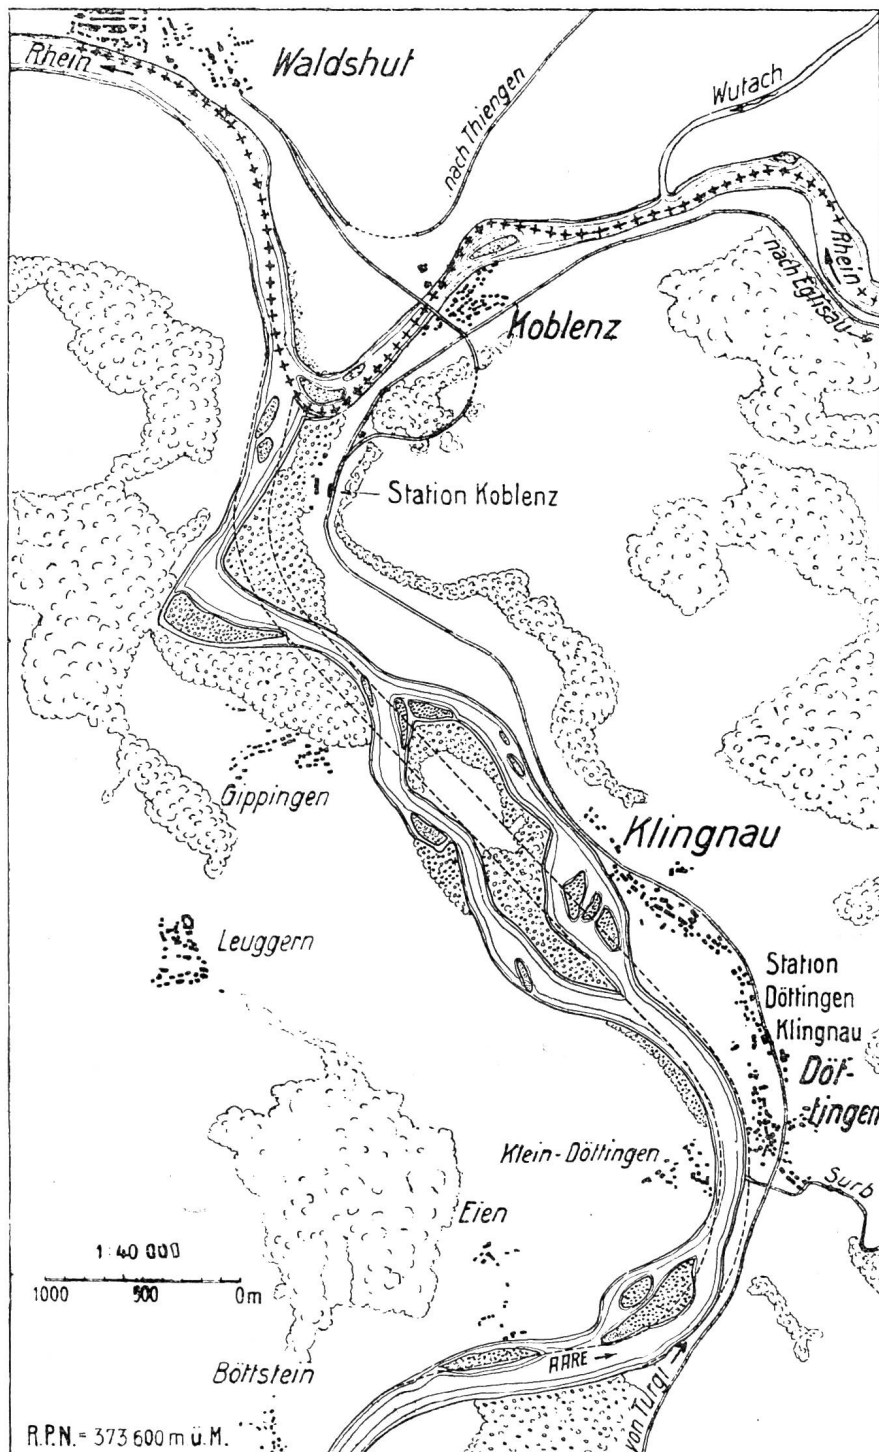 Rhein
Waldshut
nach Thiengen
Wutach
Rhein
nach Eglisau
Koblenz
Station Koblenz
Gippingen
Klingnau
Leuggern
Station
Döttingen
Klingnau
Döt-
tingen
Klein-Döttingen
Surb
Eien
1:40 000
1000 500 0m
AARE
Böttstein
von Turgi
R.P.N. = 373 600 m ü.M.